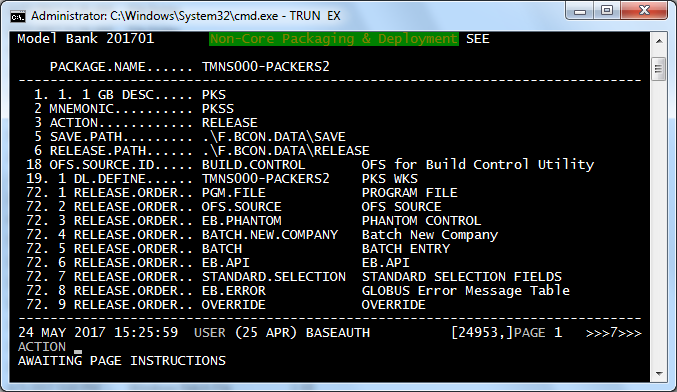 Administrator: C:\Windows\System32\cmd.exe - TRUN EX
Model Bank 201701 Non-Core Packaging & Deployment SEE
PACKAGE.NAME...... TMNS000-PACKERS2
------------------------------------------------------------------------------
1. 1. 1 GB DESC..... PKS
2 MNEMONIC.......... PKSS
3 ACTION............ RELEASE
5 SAVE.PATH......... .\F.BCON.DATA\SAVE
6 RELEASE.PATH...... .\F.BCON.DATA\RELEASE
18 OFS.SOURCE.ID..... BUILD.CONTROL OFS for Build Control Utility
19. 1 DL.DEFINE...... TMNS000-PACKERS2 PKS WKS
72. 1 RELEASE.ORDER.. PGM.FILE PROGRAM FILE
72. 2 RELEASE.ORDER.. OFS.SOURCE OFS SOURCE
72. 3 RELEASE.ORDER.. EB.PHANTOM PHANTOM CONTROL
72. 4 RELEASE.ORDER.. BATCH.NEW.COMPANY Batch New Company
72. 5 RELEASE.ORDER.. BATCH BATCH ENTRY
72. 6 RELEASE.ORDER.. EB.API EB.API
72. 7 RELEASE.ORDER.. STANDARD.SELECTION STANDARD SELECTION FIELDS
72. 8 RELEASE.ORDER.. EB.ERROR GLOBUS Error Message Table
72. 9 RELEASE.ORDER.. OVERRIDE OVERRIDE
------------------------------------------------------------------------------
24 MAY 2017 15:25:59 USER (25 APR) BASEAUTH [24953,]PAGE 1 >>>7>>>
ACTION
AWAITING PAGE INSTRUCTIONS